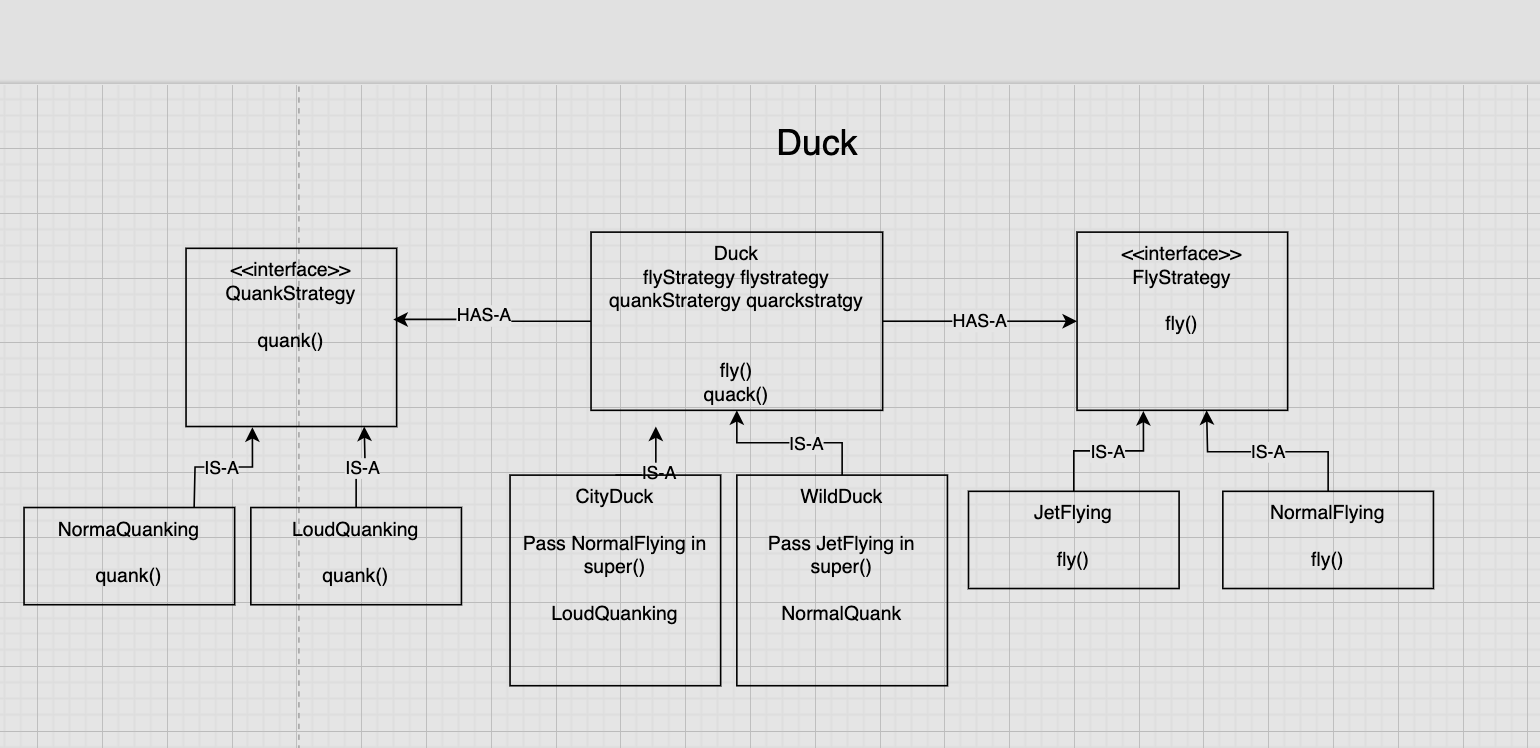 Duck
<<interface>>
QuankStrategy
quank()
HAS-A
Duck
flyStrategy flystrategy
quankStratergy quarckstratgy
fly()
quack()
HAS-A
<<interface>>
FlyStrategy
fly()
IS-A
IS-A
IS-A
IS-A
IS-A
IS-A
NormaQuanking
quank()
LoudQuanking
quank()
CityDuck
Pass NormalFlying in
super()
LoudQuanking
WildDuck
Pass JetFlying in
super()
NormalQuank
JetFlying
fly()
NormalFlying
fly()